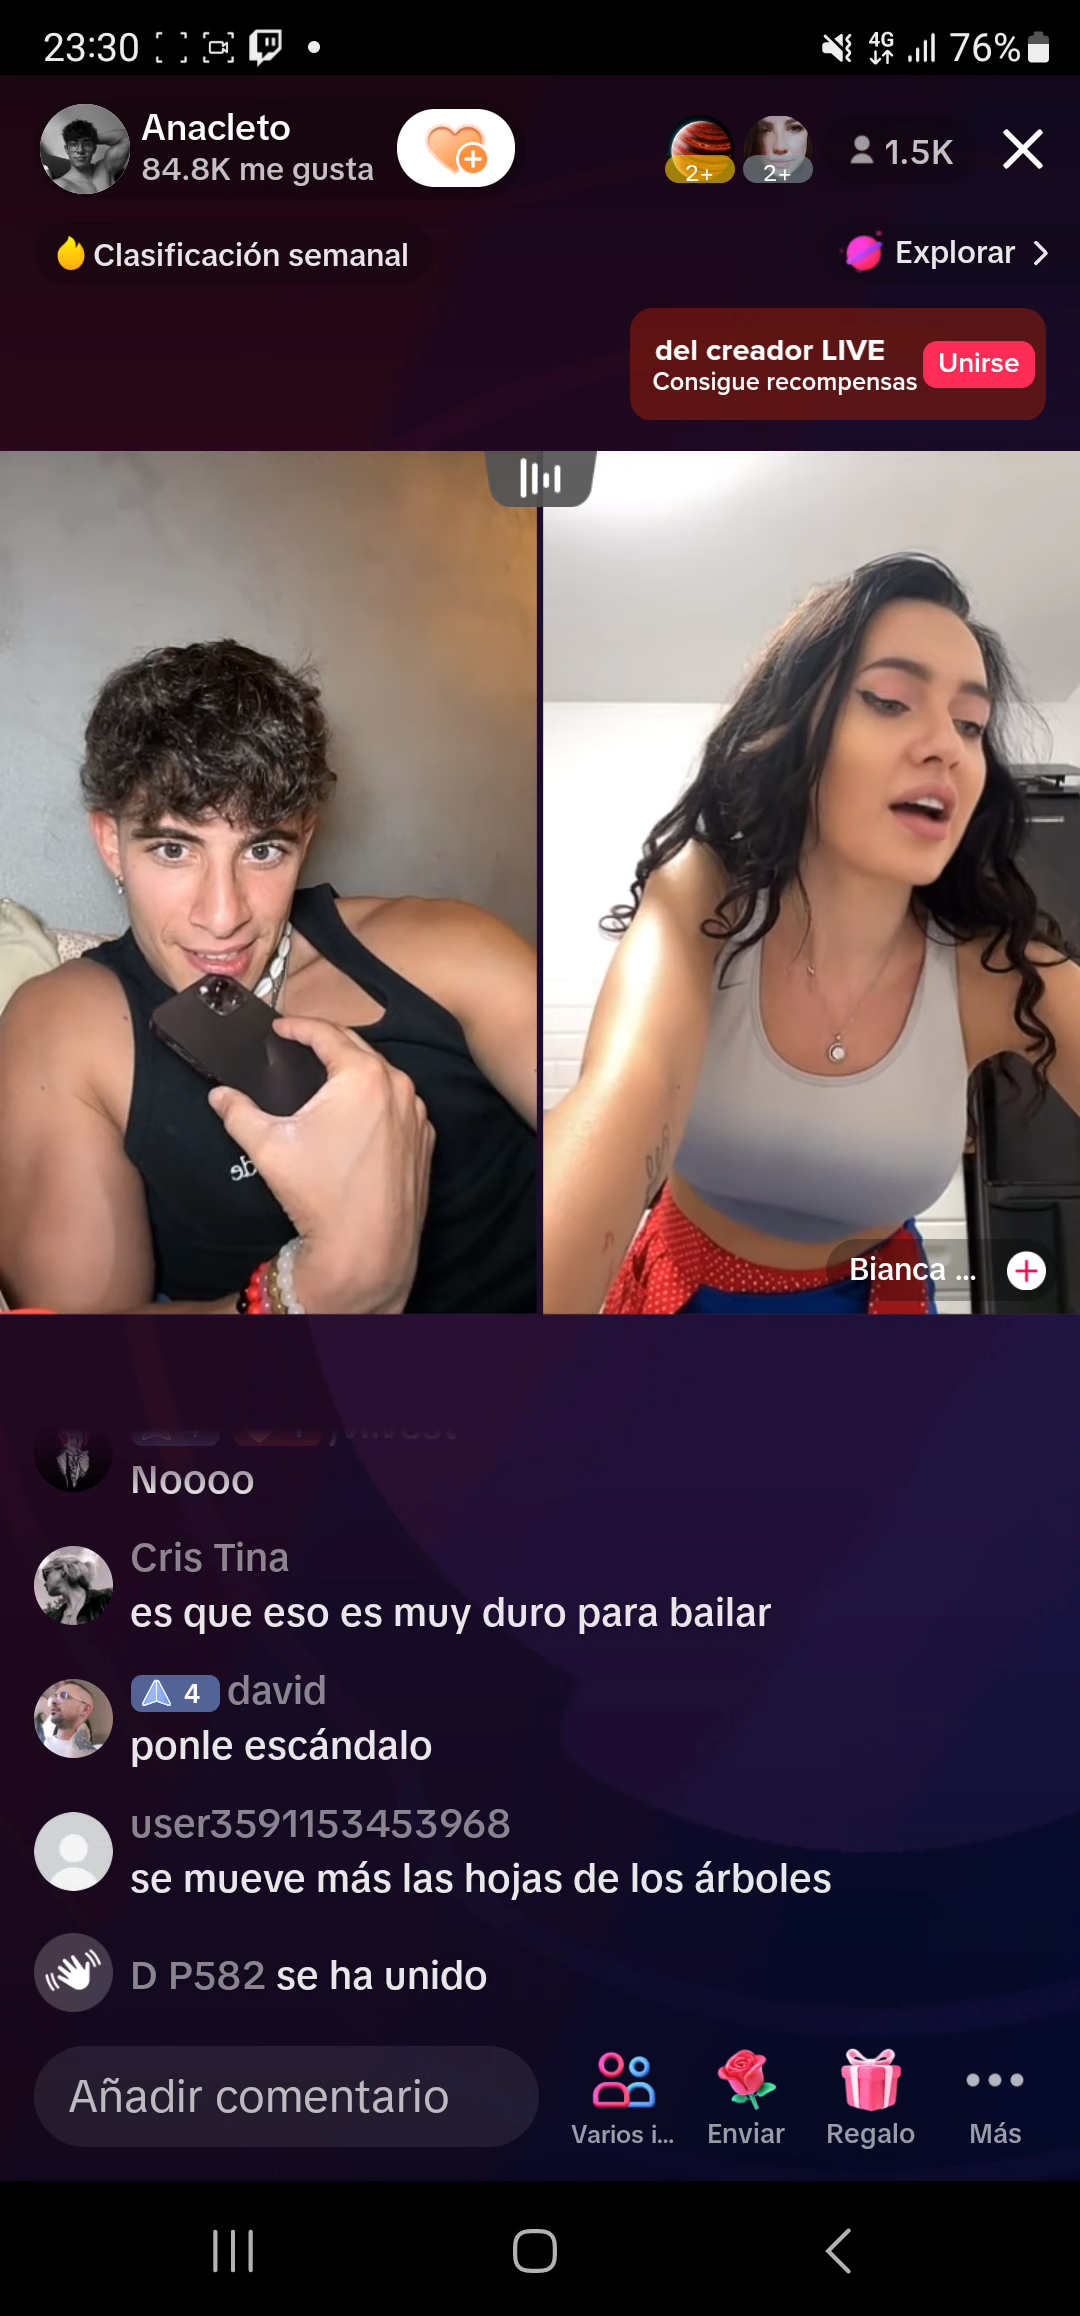 23:30
4G
76%
Anacleto
84.8K me gusta
2+
2+
1.5K
Clasificación semanal
Explorar
del creador LIVE
Consigue recompensas
Unirse
Bianca ...
Noooo
Cris Tina
es que eso es muy duro para bailar
4 david
ponle escándalo
user3591153453968
se mueve más las hojas de los árboles
D P582 se ha unido
Añadir comentario
Varios i...
Enviar
Regalo
Más